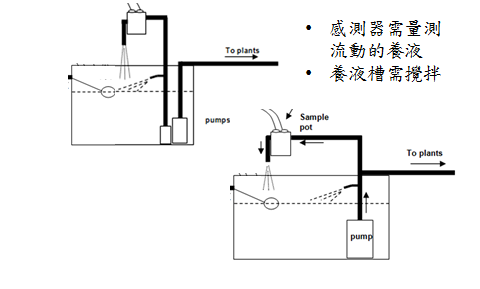 To plants
pumps
• 感測器需量測
流動的養液
• 養液槽需攪拌
Sample
pot
To plants
pump